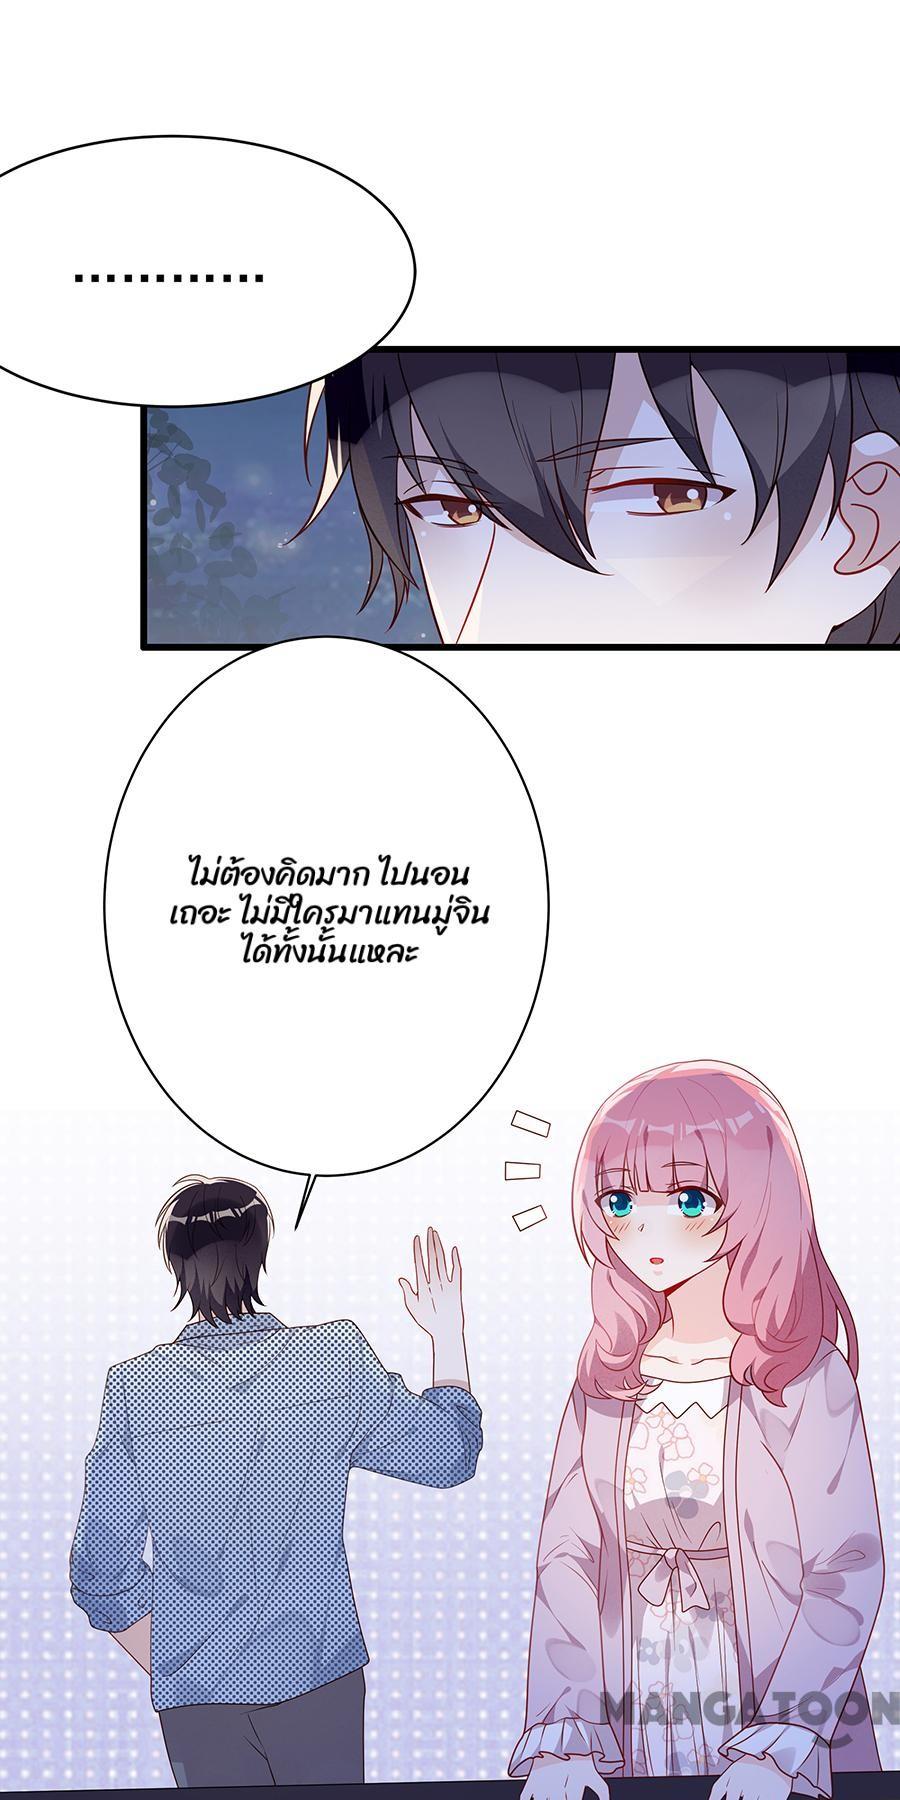 ............
ไม่ต้องคิดมาก ไปนอน
เถอะ ไม่มีใครมาแทนมู่จิน
ได้ทั้งนั้นแหละ
MANGATOON